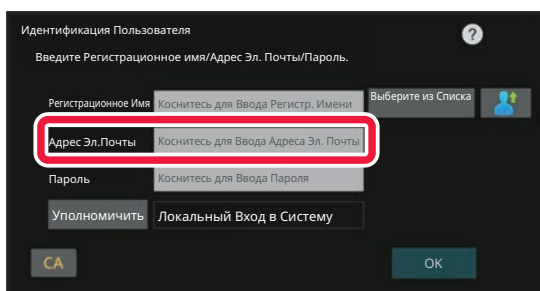 Идентификация Пользователя
?
Введите Регистрационное имя/Адрес Эл. Почты/Пароль.
Регистрационное Имя Коснитесь для Ввода Регистр. Имени Выберите из Списка
Адрес Эл.Почты Коснитесь для Ввода Адреса Эл. Почты
Пароль Коснитесь для Ввода Пароля
Уполномичить Локальный Вход в Систему
CA OK